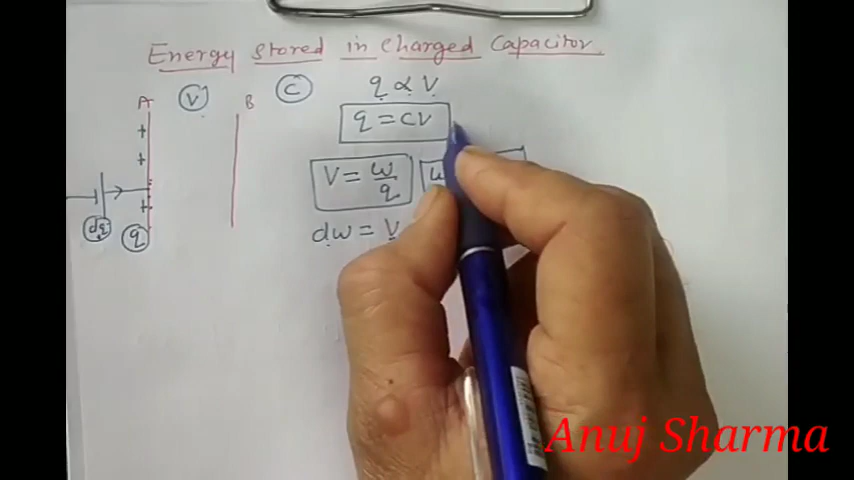 Energy stored in charged Capacitor.
A V B C q ∝ V
q = CV
V = w/q
dq q dw = V
Anuj Sharma